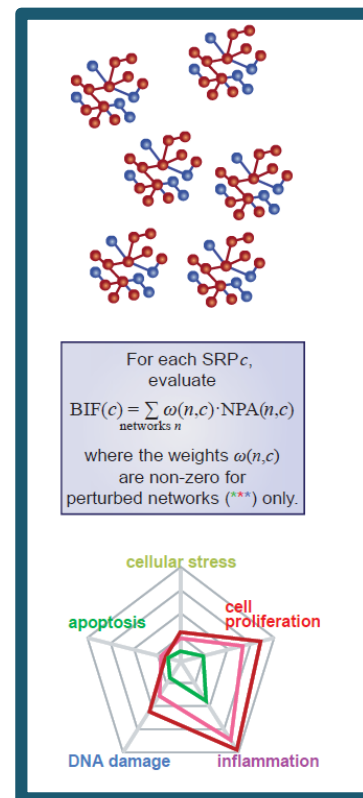 For each SRP c,
evaluate
BIF(c) = ∑ ω(n,c)·NPA(n,c)
networks n
where the weights ω(n,c)
are non-zero for
perturbed networks (***) only.
cellular stress
apoptosis
cell
proliferation
DNA damage
inflammation